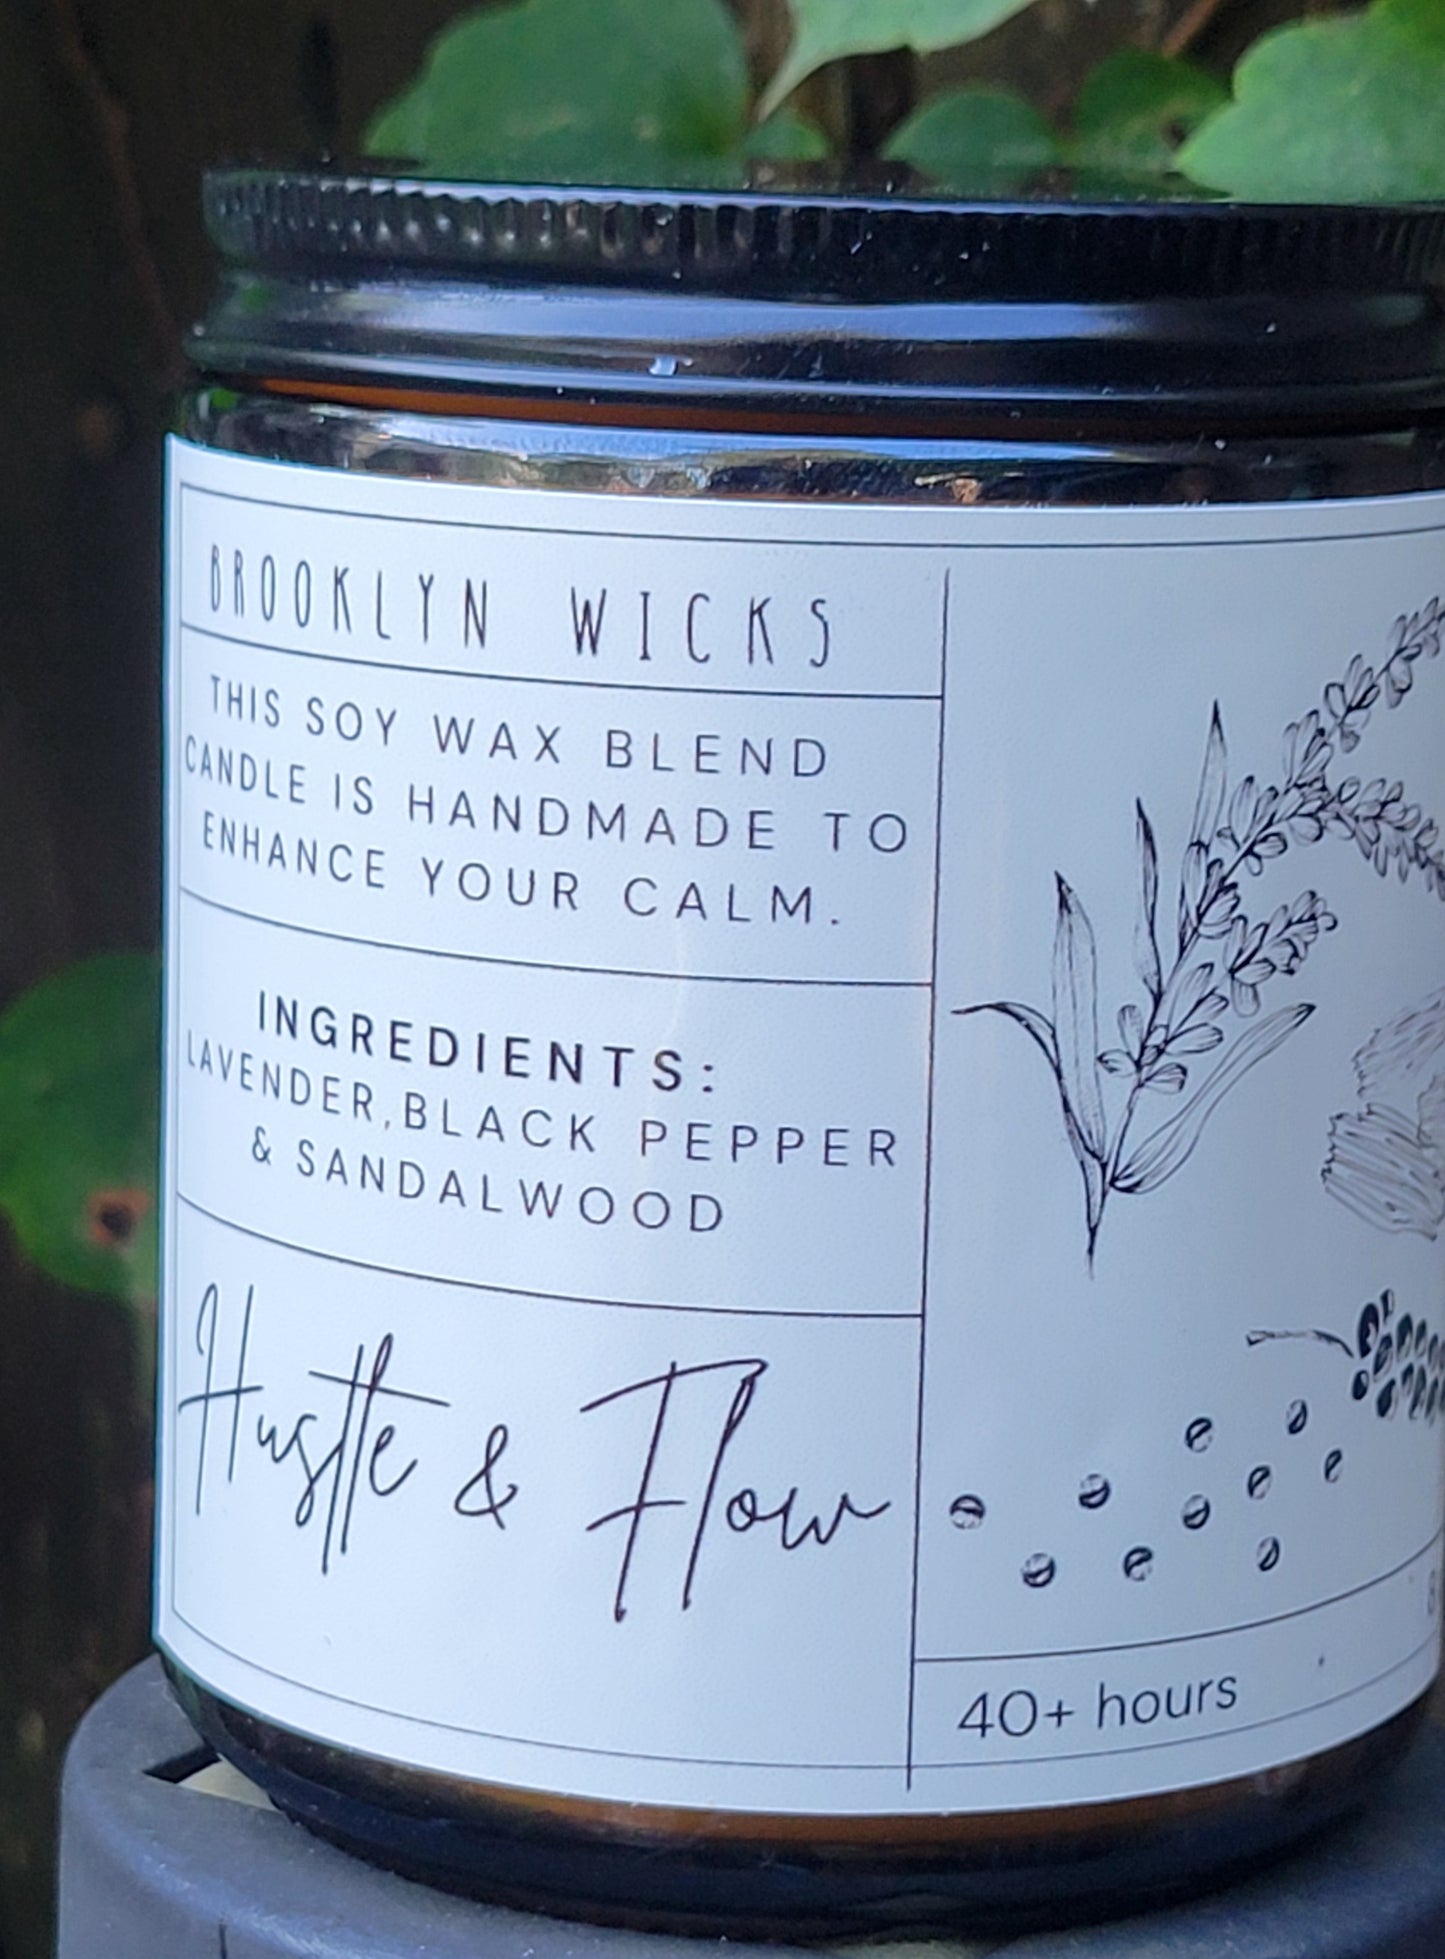 BROOKLYN WICKS
THIS SOY WAX BLEND
CANDLE IS HANDMADE TO
ENHANCE YOUR CALM.
INGREDIENTS:
LAVENDER,BLACK PEPPER
& SANDALWOOD
Hustle & Flow
40+ hours